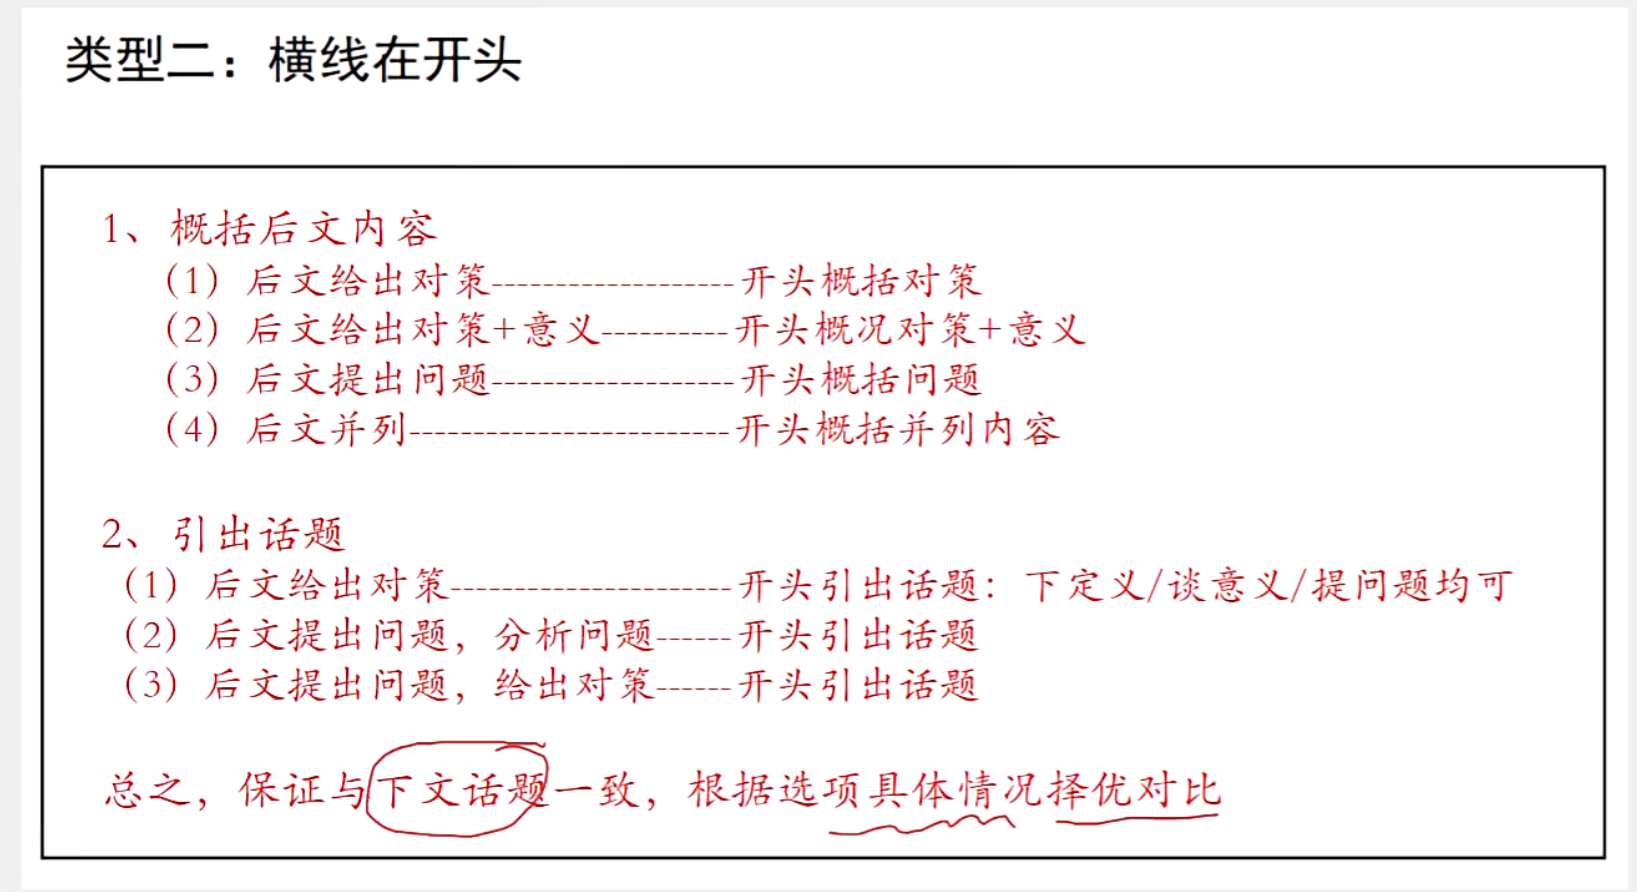 类型二：横线在开头
1、概括后文内容
（1）后文给出对策-------------------开头概括对策
（2）后文给出对策+意义----------开头概况对策+意义
（3）后文提出问题-------------------开头概括问题
（4）后文并列-------------------------开头概括并列内容
2、引出话题
（1）后文给出对策----------------------开头引出话题：下定义/谈意义/提问题均可
（2）后文提出问题，分析问题------开头引出话题
（3）后文提出问题，给出对策------开头引出话题
总之，保证与下文话题一致，根据选项具体情况择优对比